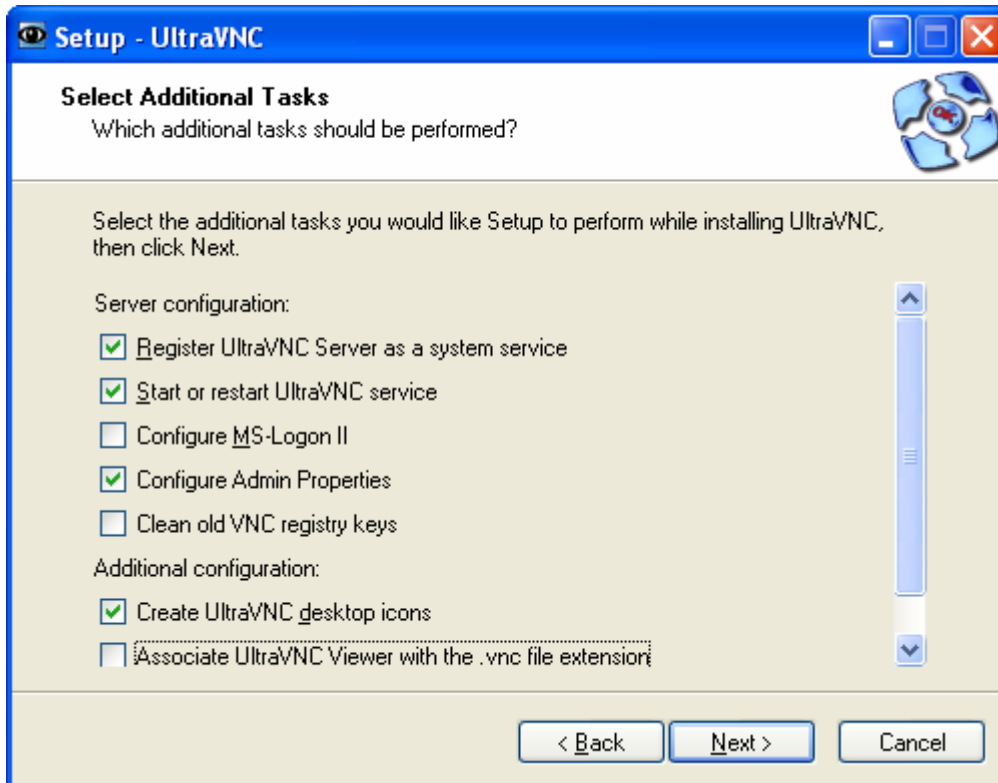 Setup - UltraVNC
Select Additional Tasks
Which additional tasks should be performed?
Select the additional tasks you would like Setup to perform while installing UltraVNC,
then click Next.
Server configuration:
Register UltraVNC Server as a system service
Start or restart UltraVNC service
Configure MS-Logon II
Configure Admin Properties
Clean old VNC registry keys
Additional configuration:
Create UltraVNC desktop icons
Associate UltraVNC Viewer with the .vnc file extension
< Back Next > Cancel